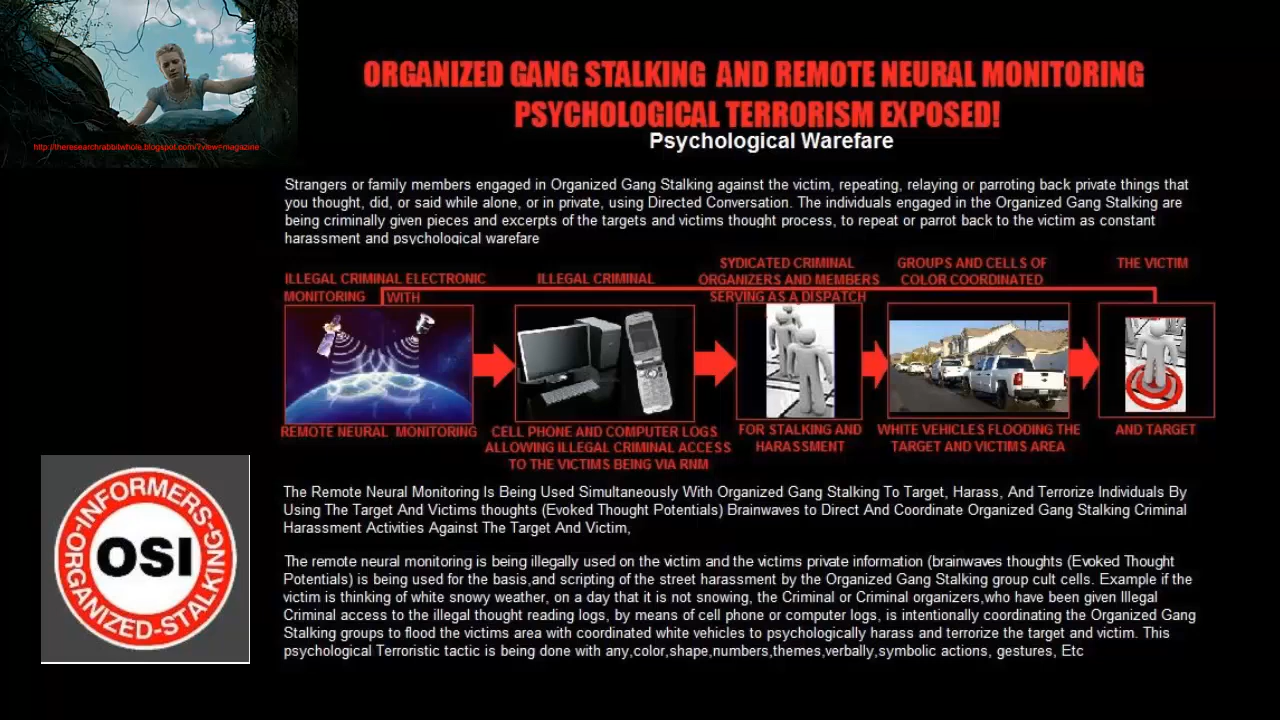 ORGANIZED GANG STALKING AND REMOTE NEURAL MONITORING
PSYCHOLOGICAL TERRORISM EXPOSED!
Psychological Warefare
http://theresearchrabbitwhole.blogspot.com/?view=magazine
Strangers or family members engaged in Organized Gang Stalking against the victim, repeating, relaying or parroting back private things that
you thought, did, or said while alone, or in private, using Directed Conversation. The individuals engaged in the Organized Gang Stalking are
being criminally given pieces and excerpts of the targets and victims thought process, to repeat or parrot back to the victim as constant
harassment and psychological warefare
ILLEGAL CRIMINAL ELECTRONIC
MONITORING WITH
REMOTE NEURAL MONITORING
ILLEGAL CRIMINAL
CELL PHONE AND COMPUTER LOGS
ALLOWING ILLEGAL CRIMINAL ACCESS
TO THE VICTIMS BEING VIA RNM
SYDICATED CRIMINAL
ORGANIZERS AND MEMBERS
SERVING AS A DISPATCH
FOR STALKING AND
HARASSMENT
GROUPS AND CELLS OF
COLOR COORDINATED
WHITE VEHICLES FLOODING THE
TARGET AND VICTIMS AREA
THE VICTIM
AND TARGET
The Remote Neural Monitoring Is Being Used Simultaneously With Organized Gang Stalking To Target, Harass, And Terrorize Individuals By
Using The Target And Victims thoughts (Evoked Thought Potentials) Brainwaves to Direct And Coordinate Organized Gang Stalking Criminal
Harassment Activities Against The Target And Victim,
The remote neural monitoring is being illegally used on the victim and the victims private information (brainwaves thoughts (Evoked Thought
Potentials) is being used for the basis,and scripting of the street harassment by the Organized Gang Stalking group cult cells. Example if the
victim is thinking of white snowy weather, on a day that it is not snowing, the Criminal or Criminal organizers,who have been given Illegal
Criminal access to the illegal thought reading logs, by means of cell phone or computer logs, is intentionally coordinating the Organized Gang
Stalking groups to flood the victims area with coordinated white vehicles to psychologically harass and terrorize the target and victim. This
psychological Terroristic tactic is being done with any,color,shape,numbers,themes,verbally,symbolic actions, gestures, Etc
INFORMERS-
OSI
ORGANIZED-STALKING-